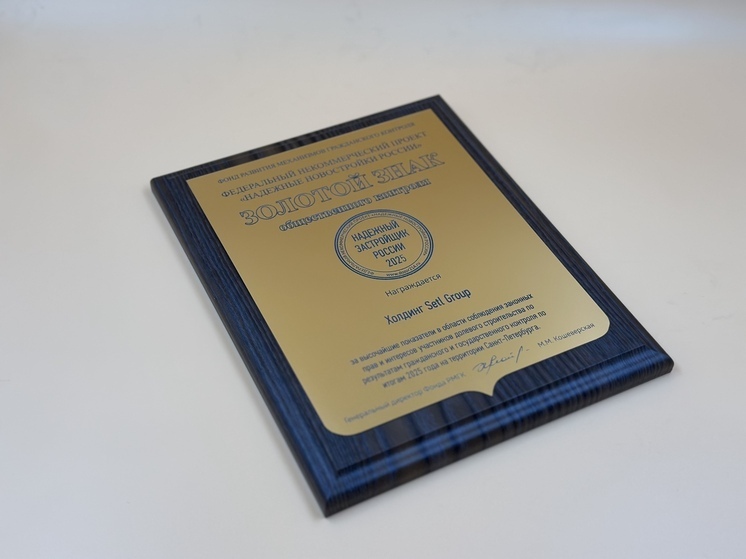 ФОНД РАЗВИТИЯ МЕХАНИЗМОВ ГРАЖДАНСКОГО КОНТРОЛЯ
ФЕДЕРАЛЬНЫЙ НЕКОММЕРЧЕСКИЙ ПРОЕКТ
«НАДЕЖНЫЕ НОВОСТРОЙКИ РОССИИ»
ЗОЛОТОЙ ЗНАК
общественного контроля
НАДЕЖНЫЙ
ЗАСТРОЙЩИК
РОССИИ
2025
Награждается
Холдинг Setl Group
за высочайшие показатели в области соблюдения законных
прав и интересов участников долевого строительства по
результатам гражданского и государственного контроля по
итогам 2025 года на территории Санкт-Петербурга.
Генеральный директор Фонда РМГК
М.М. Кошеверская